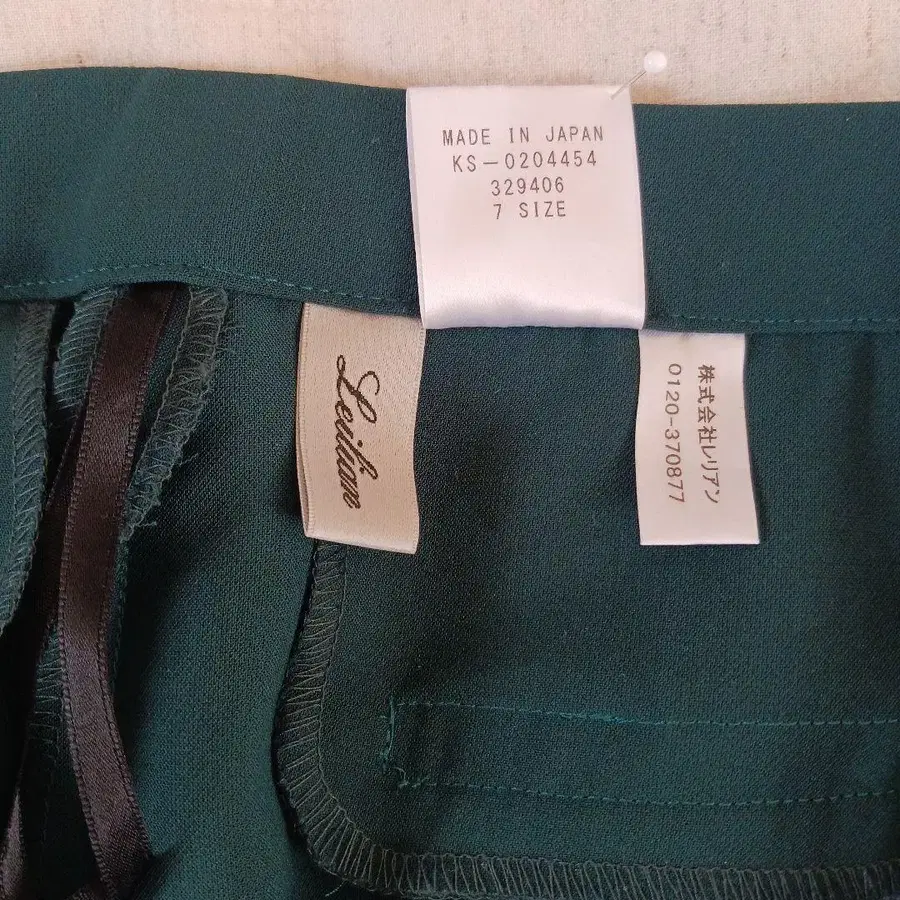 MADE IN JAPAN
KS-0204454
329406
7 SIZE
Leilian
株式会社レリアン
0120-370877